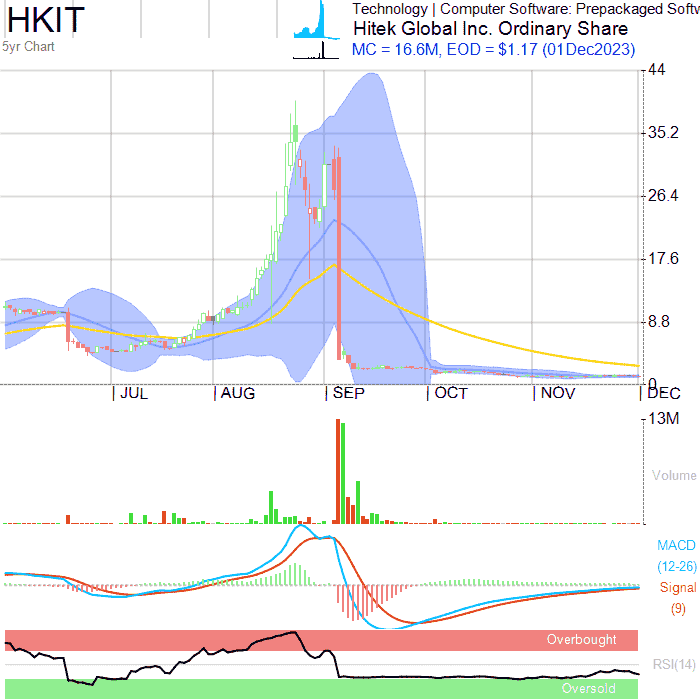 HKIT
5yr Chart
Technology | Computer Software: Prepackaged Softw
Hitek Global Inc. Ordinary Share
MC = 16.6M, EOD = $1.17 (01Dec2023)
44
35.2
26.4
17.6
8.8
0
JUL AUG SEP OCT NOV DEC
13M
Volume
MACD
(12-26)
Signal
(9)
Overbought
RSI(14)
Oversold